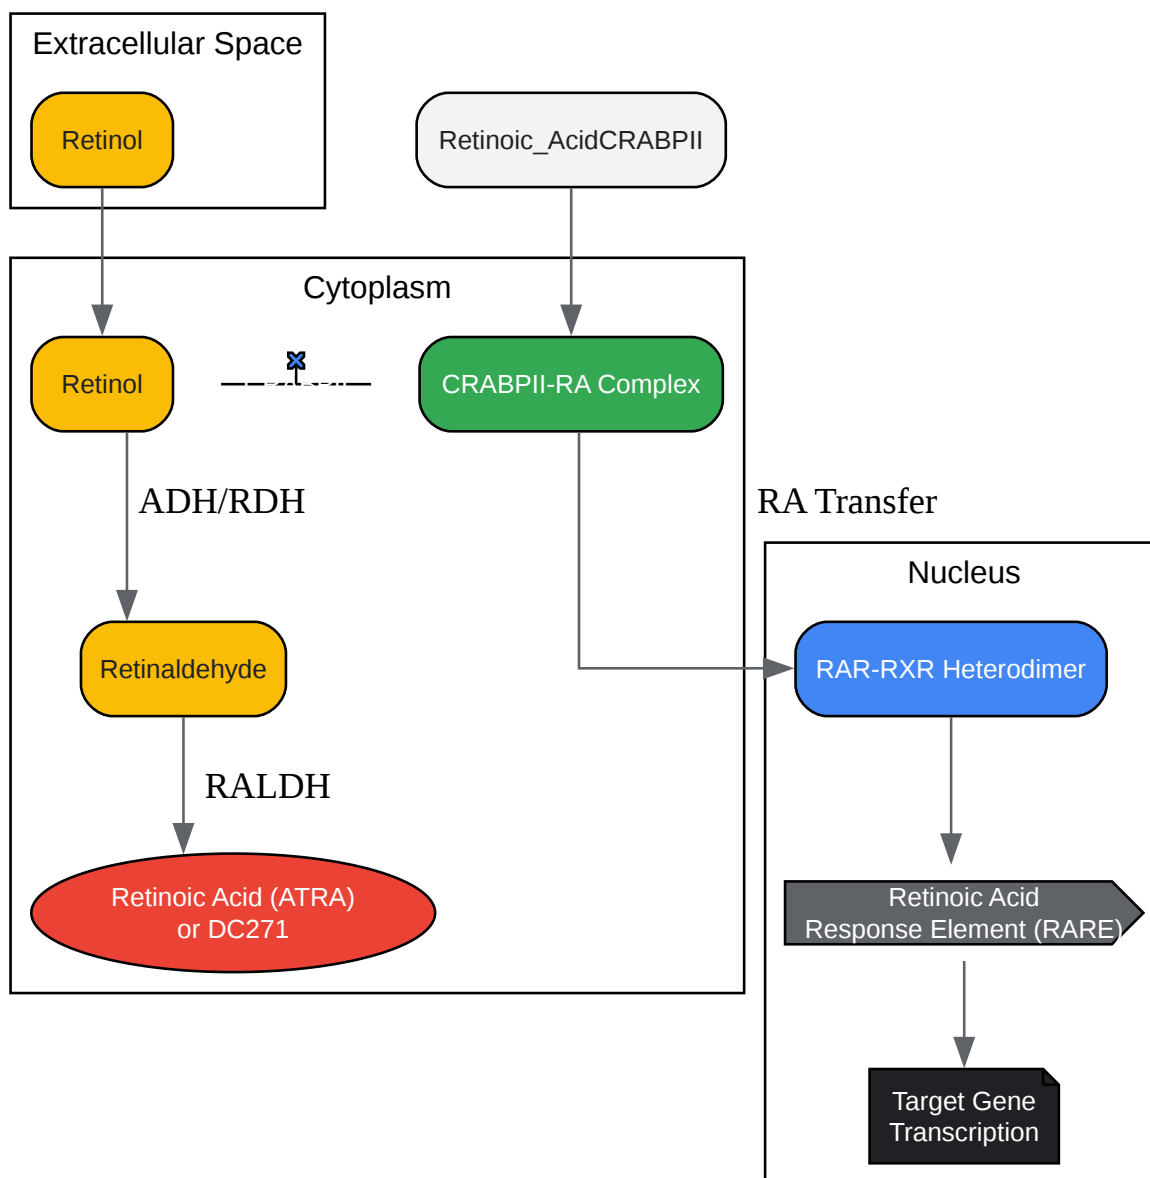 Extracellular Space
Retinol
Retinoic_AcidCRABPII
Cytoplasm
Retinol
CRABPII-RA Complex
ADH/RDH
RA Transfer
Nucleus
Retinaldehyde
RAR-RXR Heterodimer
RALDH
Retinoic Acid (ATRA)
or DC271
Retinoic Acid
Response Element (RARE)
Target Gene
Transcription